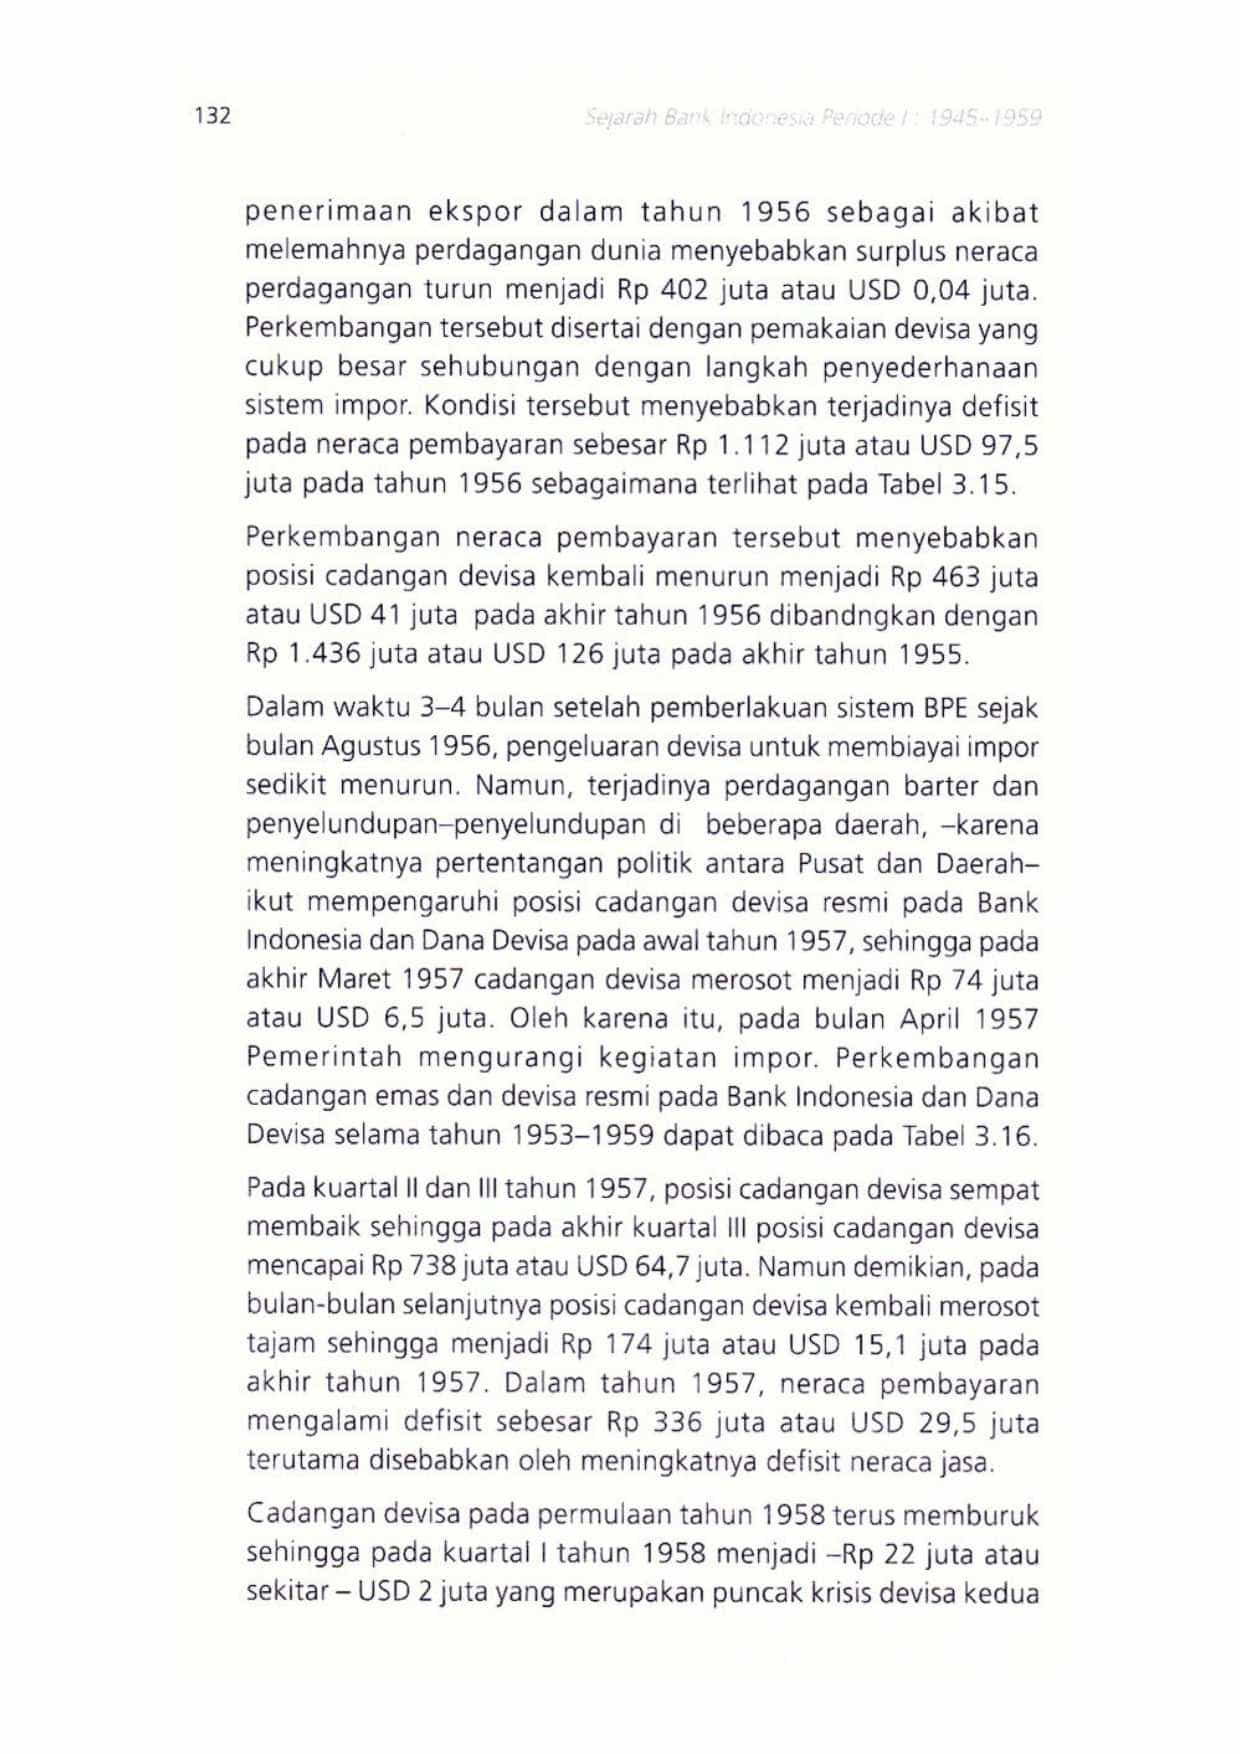 132
Sejarah Bank Indonesia Periode I : 1945–1959
penerimaan ekspor dalam tahun 1956 sebagai akibat
melemahnya perdagangan dunia menyebabkan surplus neraca
perdagangan turun menjadi Rp 402 juta atau USD 0,04 juta.
Perkembangan tersebut disertai dengan pemakaian devisa yang
cukup besar sehubungan dengan langkah penyederhanaan
sistem impor. Kondisi tersebut menyebabkan terjadinya defisit
pada neraca pembayaran sebesar Rp 1.112 juta atau USD 97,5
juta pada tahun 1956 sebagaimana terlihat pada Tabel 3.15.
Perkembangan neraca pembayaran tersebut menyebabkan
posisi cadangan devisa kembali menurun menjadi Rp 463 juta
atau USD 41 juta pada akhir tahun 1956 dibandngkan dengan
Rp 1.436 juta atau USD 126 juta pada akhir tahun 1955.
Dalam waktu 3–4 bulan setelah pemberlakuan sistem BPE sejak
bulan Agustus 1956, pengeluaran devisa untuk membiayai impor
sedikit menurun. Namun, terjadinya perdagangan barter dan
penyelundupan–penyelundupan di beberapa daerah, –karena
meningkatnya pertentangan politik antara Pusat dan Daerah–
ikut mempengaruhi posisi cadangan devisa resmi pada Bank
Indonesia dan Dana Devisa pada awal tahun 1957, sehingga pada
akhir Maret 1957 cadangan devisa merosot menjadi Rp 74 juta
atau USD 6,5 juta. Oleh karena itu, pada bulan April 1957
Pemerintah mengurangi kegiatan impor. Perkembangan
cadangan emas dan devisa resmi pada Bank Indonesia dan Dana
Devisa selama tahun 1953–1959 dapat dibaca pada Tabel 3.16.
Pada kuartal II dan III tahun 1957, posisi cadangan devisa sempat
membaik sehingga pada akhir kuartal III posisi cadangan devisa
mencapai Rp 738 juta atau USD 64,7 juta. Namun demikian, pada
bulan-bulan selanjutnya posisi cadangan devisa kembali merosot
tajam sehingga menjadi Rp 174 juta atau USD 15,1 juta pada
akhir tahun 1957. Dalam tahun 1957, neraca pembayaran
mengalami defisit sebesar Rp 336 juta atau USD 29,5 juta
terutama disebabkan oleh meningkatnya defisit neraca jasa.
Cadangan devisa pada permulaan tahun 1958 terus memburuk
sehingga pada kuartal I tahun 1958 menjadi –Rp 22 juta atau
sekitar – USD 2 juta yang merupakan puncak krisis devisa kedua